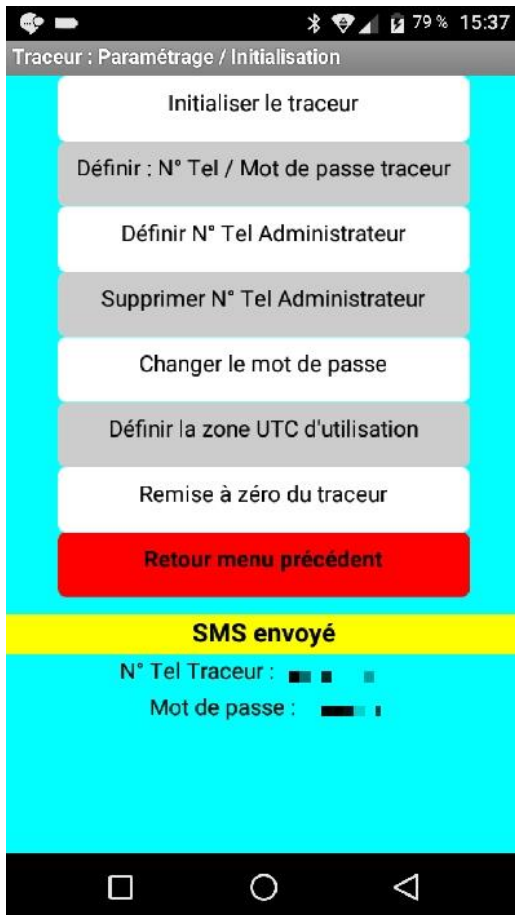 79 % 15:37
Traceur : Paramétrage / Initialisation
Initialiser le traceur
Définir : N° Tel / Mot de passe traceur
Définir N° Tel Administrateur
Supprimer N° Tel Administrateur
Changer le mot de passe
Définir la zone UTC d'utilisation
Remise à zéro du traceur
Retour menu précédent
SMS envoyé
N° Tel Traceur :
Mot de passe :